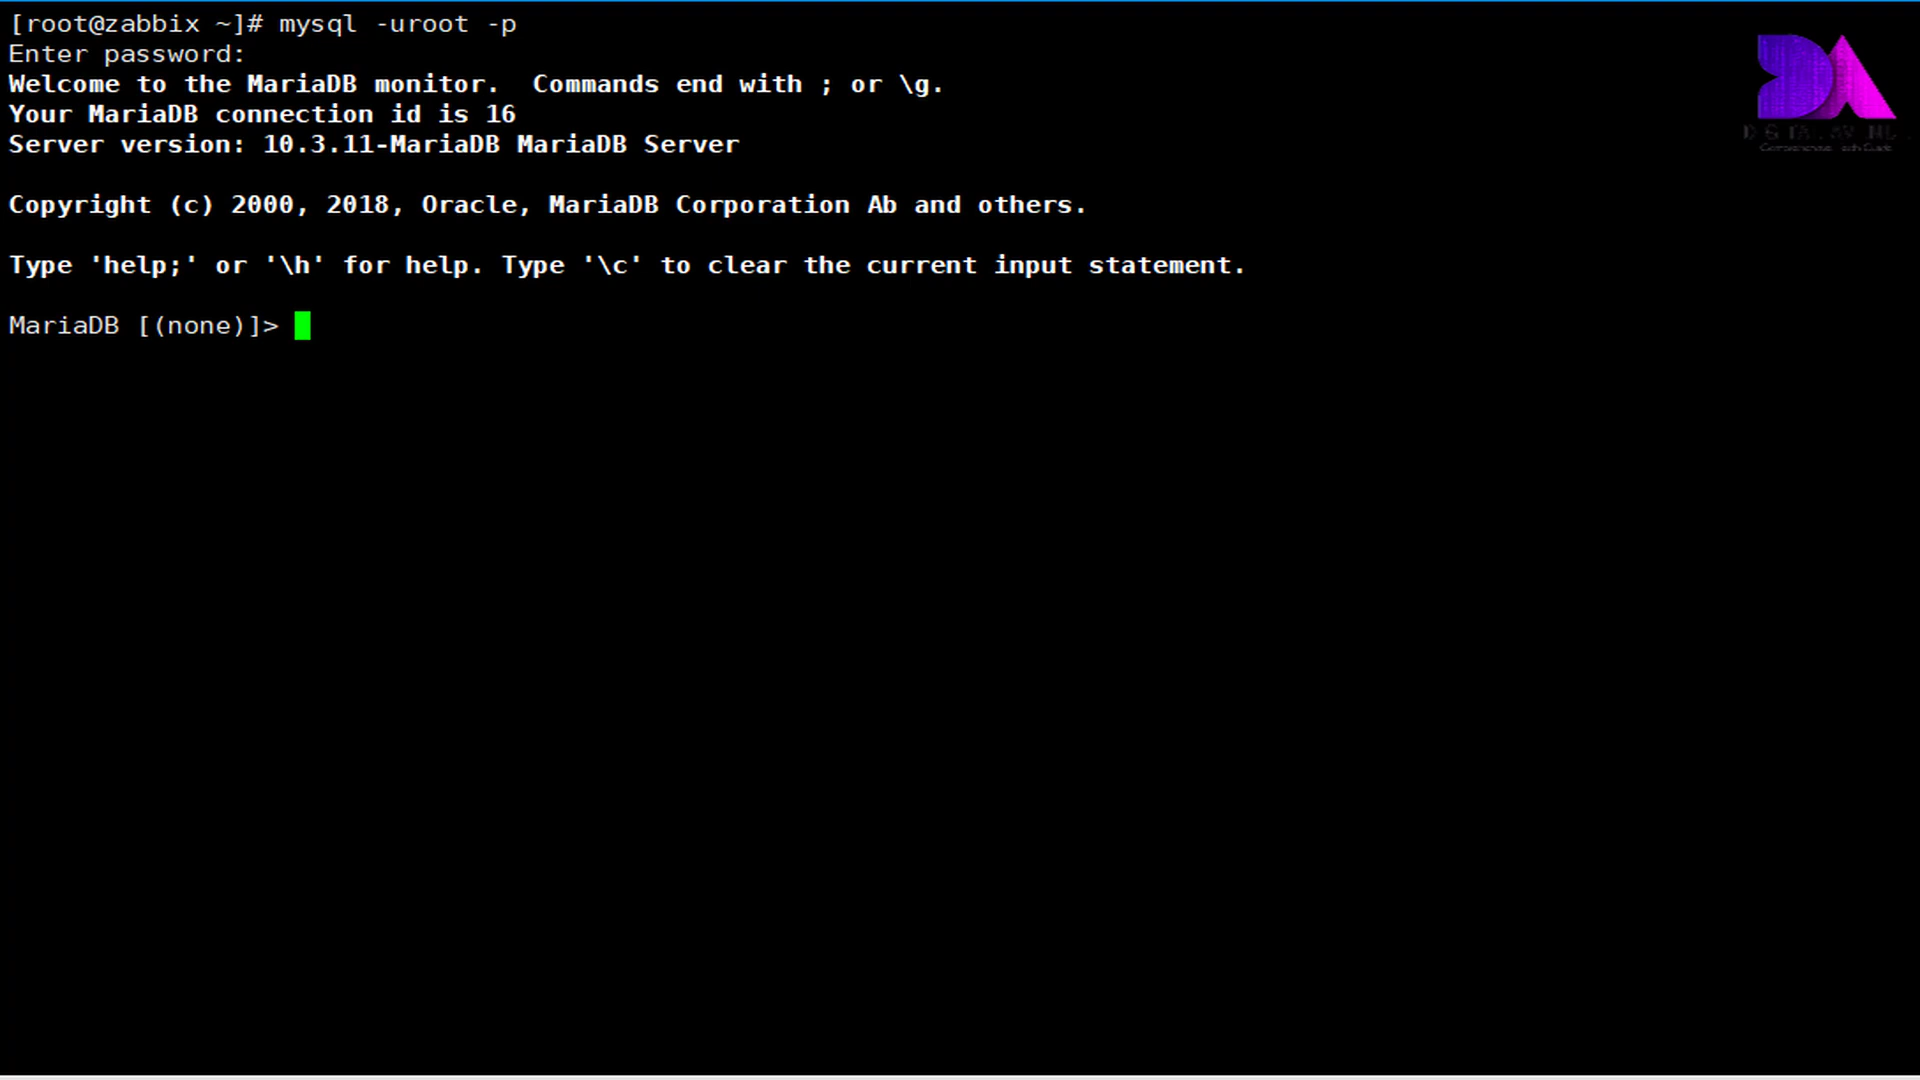 [root@zabbix ~]# mysql -uroot -p
Enter password:
Welcome to the MariaDB monitor.  Commands end with ; or \g.
Your MariaDB connection id is 16
Server version: 10.3.11-MariaDB MariaDB Server
Copyright (c) 2000, 2018, Oracle, MariaDB Corporation Ab and others.
Type 'help;' or '\h' for help. Type '\c' to clear the current input statement.
MariaDB [(none)]>
DA